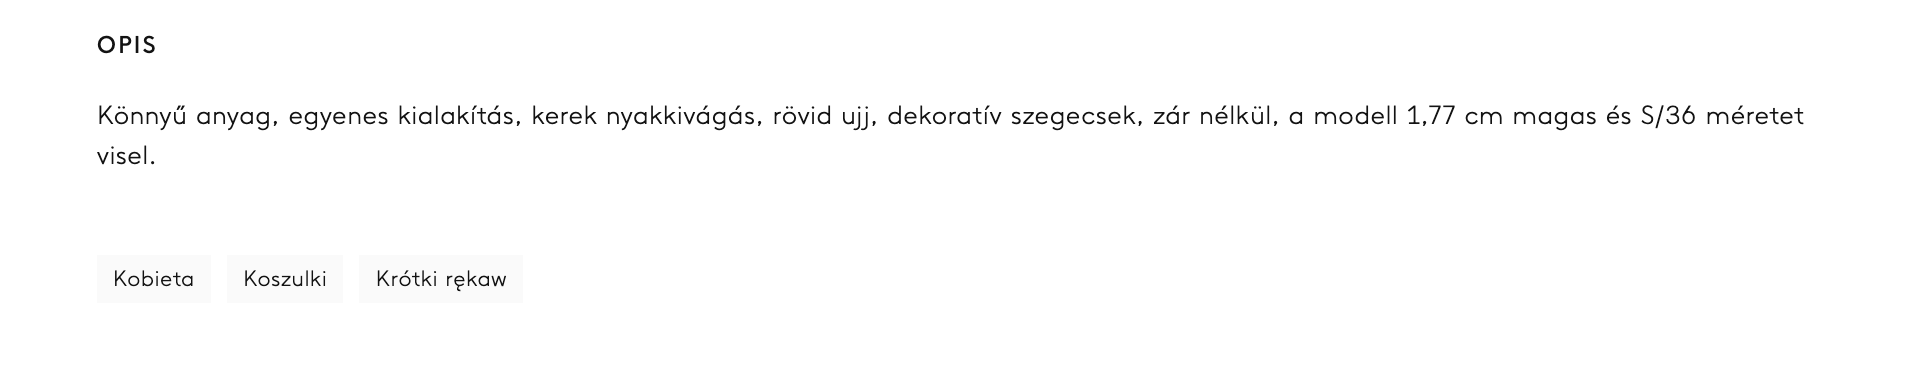 OPIS
Könnyű anyag, egyenes kialakítás, kerek nyakkivágás, rövid ujj, dekoratív szegecsek, zár nélkül, a modell 1,77 cm magas és S/36 méretet
visel.
Kobieta Koszulki Krótki rękaw